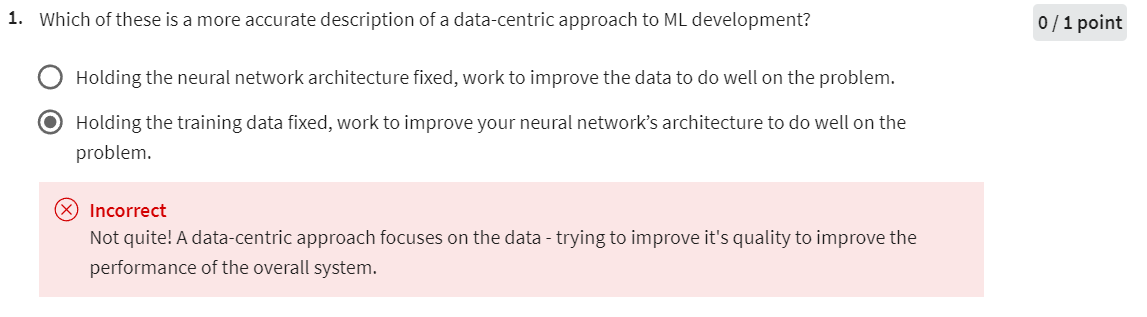 1. Which of these is a more accurate description of a data-centric approach to ML development?
0 / 1 point
Holding the neural network architecture fixed, work to improve the data to do well on the problem.
Holding the training data fixed, work to improve your neural network’s architecture to do well on the
problem.
Incorrect
Not quite! A data-centric approach focuses on the data - trying to improve it's quality to improve the
performance of the overall system.